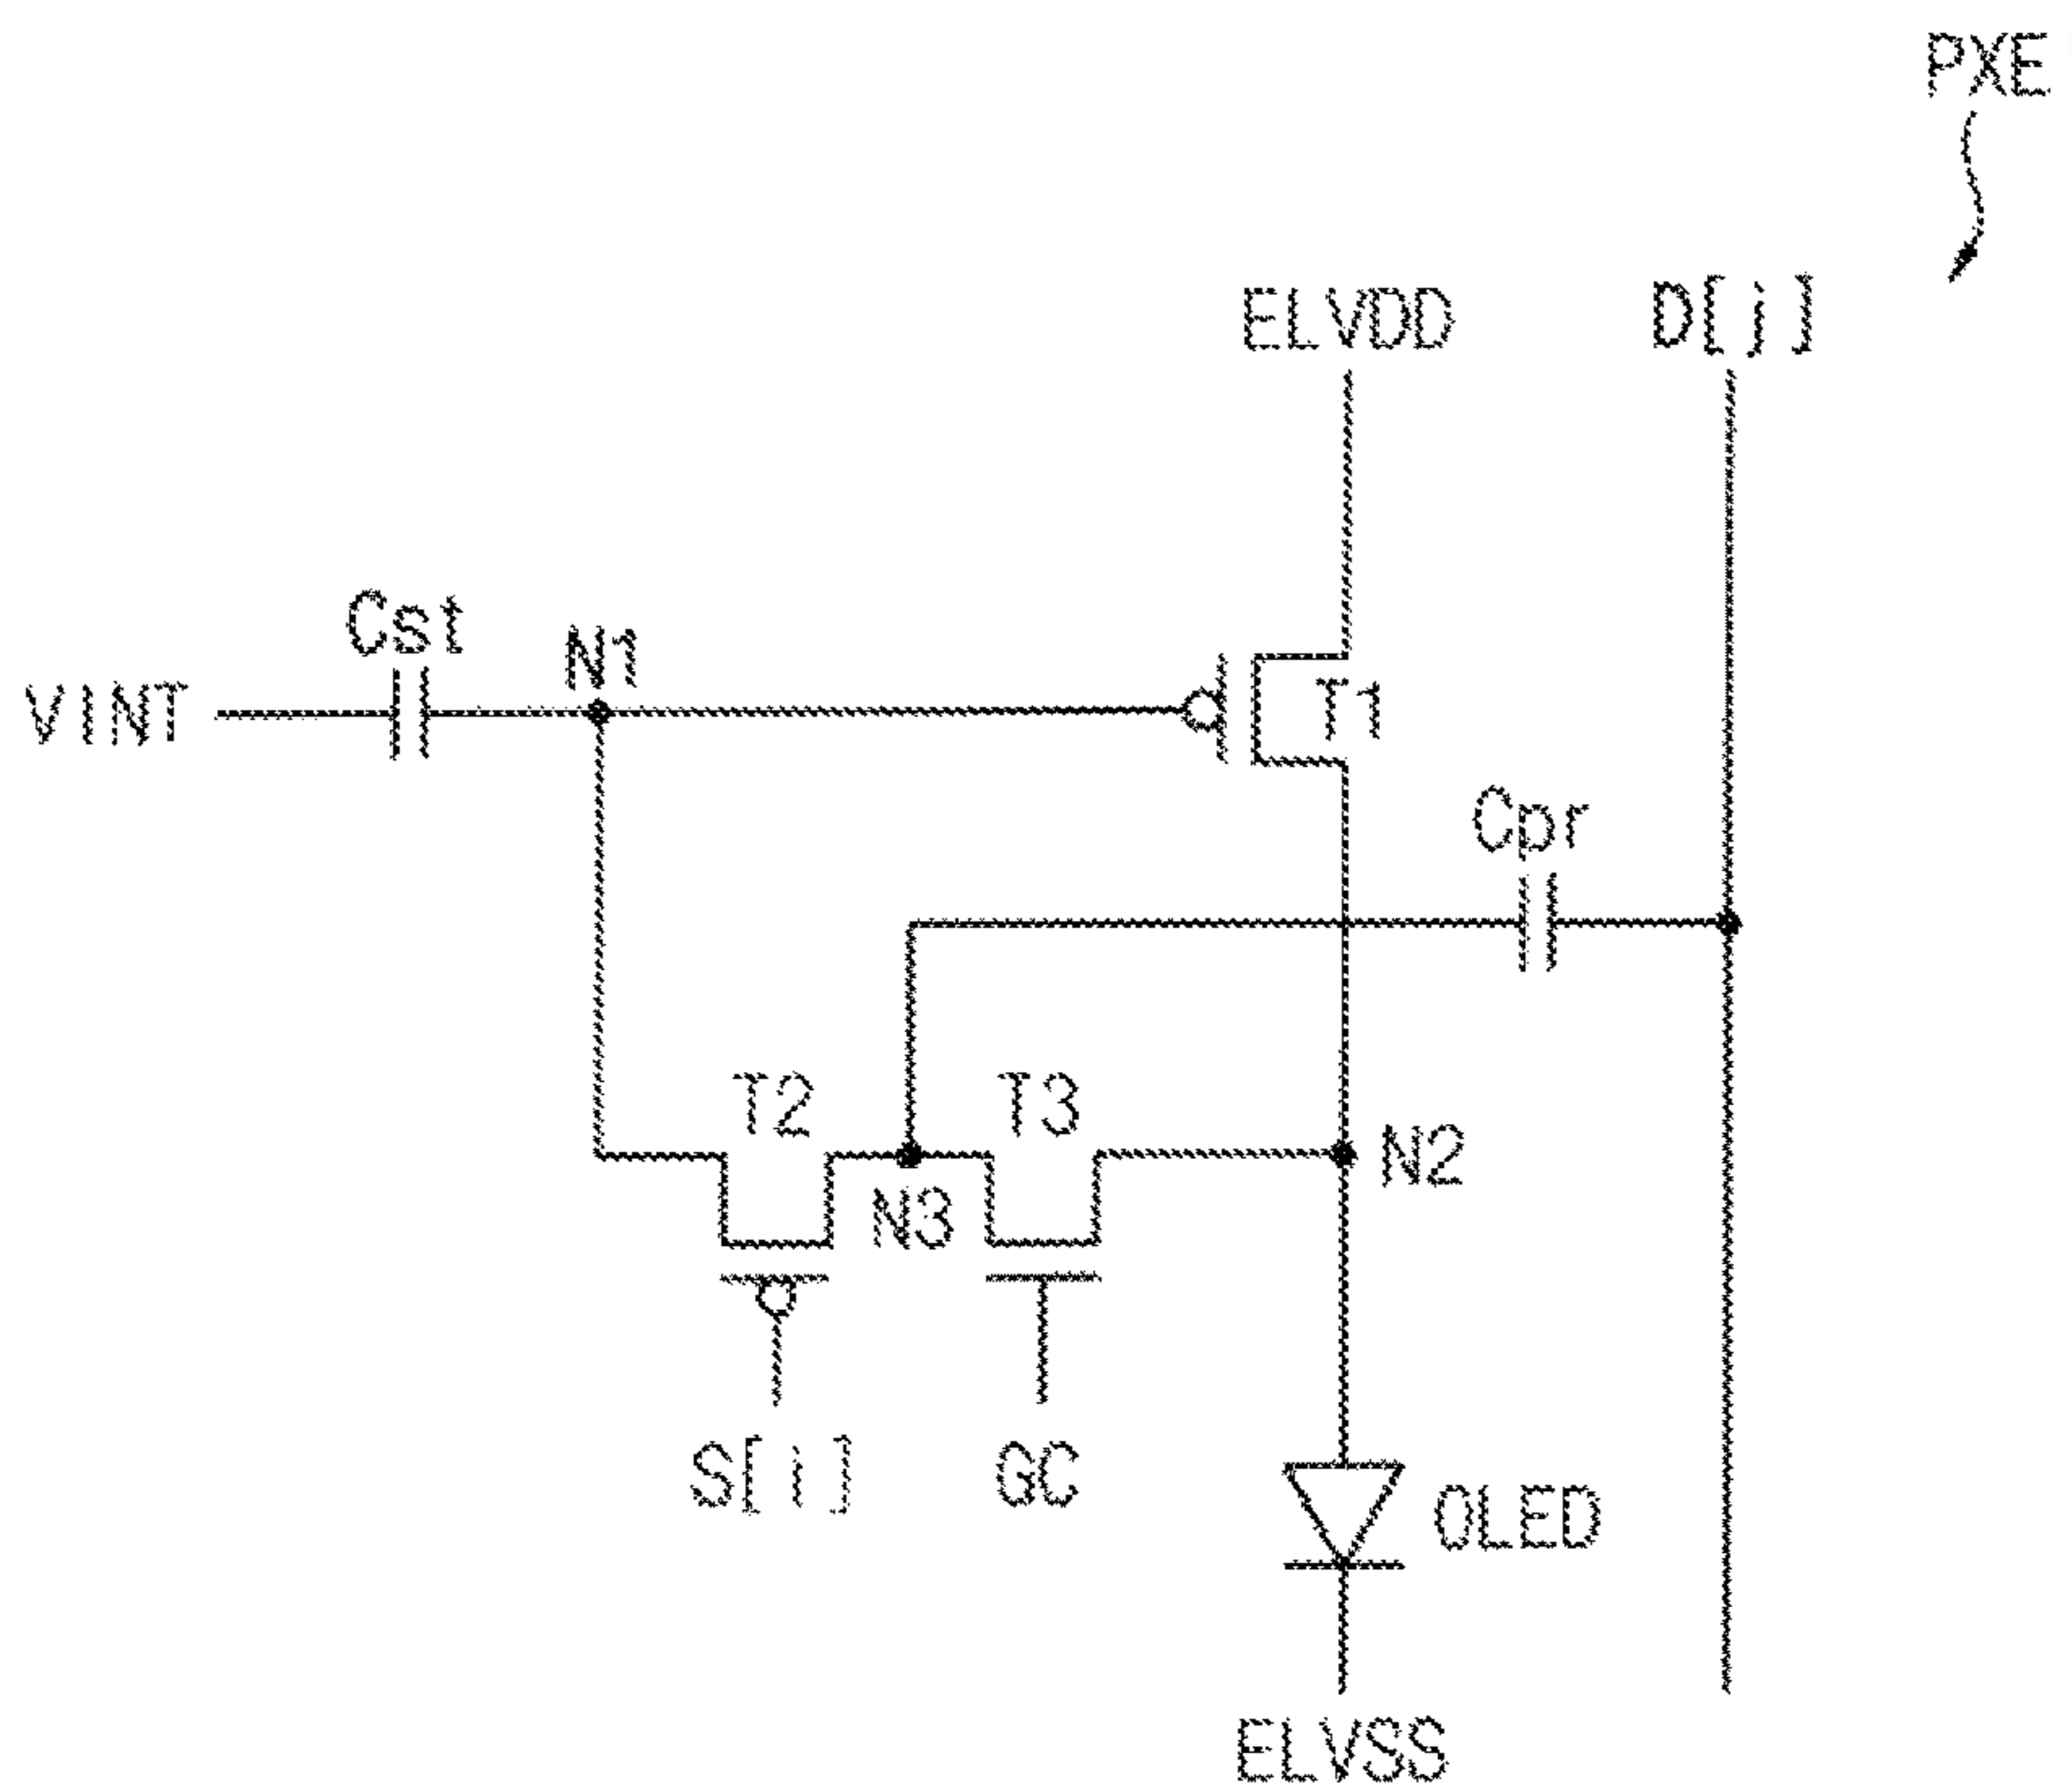 PXE
ELVDD
D[j]
Cst
N1
VINT
T1
Cpr
T2
T3
N2
N3
S[i]
GC
OLED
ELVSS